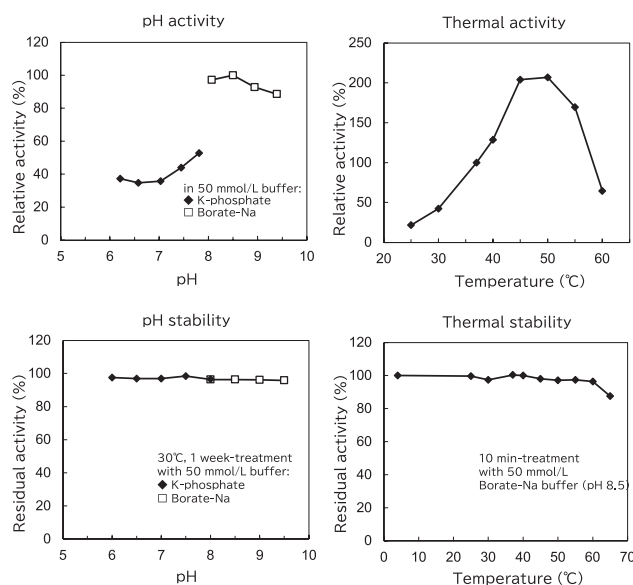 pH activity
Relative activity (%)
120
100
80
60
40
20
0
in 50 mmol/L buffer:
K-phosphate
Borate-Na
5 6 7 8 9 10
pH
Thermal activity
Relative activity (%)
250
200
150
100
50
0
20 30 40 50 60
Temperature (℃)
pH stability
Residual activity (%)
120
100
80
60
40
20
0
30℃, 1 week-treatment
with 50 mmol/L buffer:
K-phosphate
Borate-Na
5 6 7 8 9 10
pH
Thermal stability
Residual activity (%)
120
100
80
60
40
20
0
10 min-treatment
with 50 mmol/L
Borate-Na buffer (pH 8.5)
0 10 20 30 40 50 60 70
Temperature (℃)